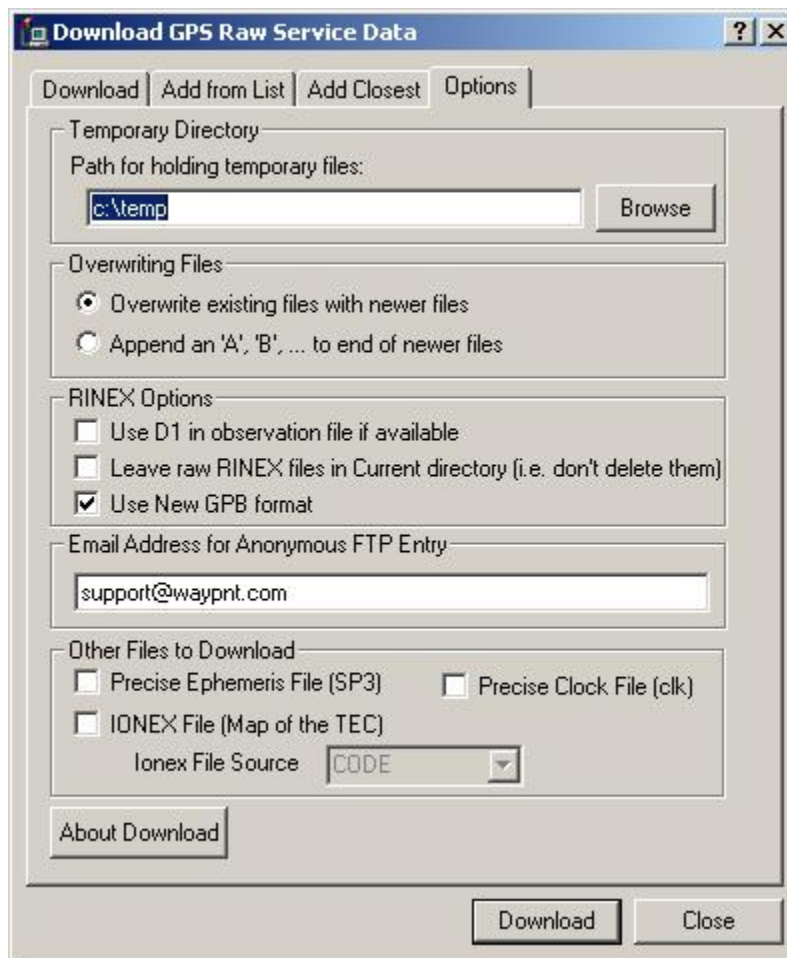 Download GPS Raw Service Data
Download Add from List Add Closest Options
Temporary Directory
Path for holding temporary files:
c:\temp Browse
Overwriting Files
Overwrite existing files with newer files
Append an 'A', 'B', ... to end of newer files
RINEX Options
Use D1 in observation file if available
Leave raw RINEX files in Current directory (i.e. don't delete them)
Use New GPB format
Email Address for Anonymous FTP Entry
support@waypnt.com
Other Files to Download
Precise Ephemeris File (SP3) Precise Clock File (clk)
IONEX File (Map of the TEC)
Ionex File Source CODE
About Download
Download Close